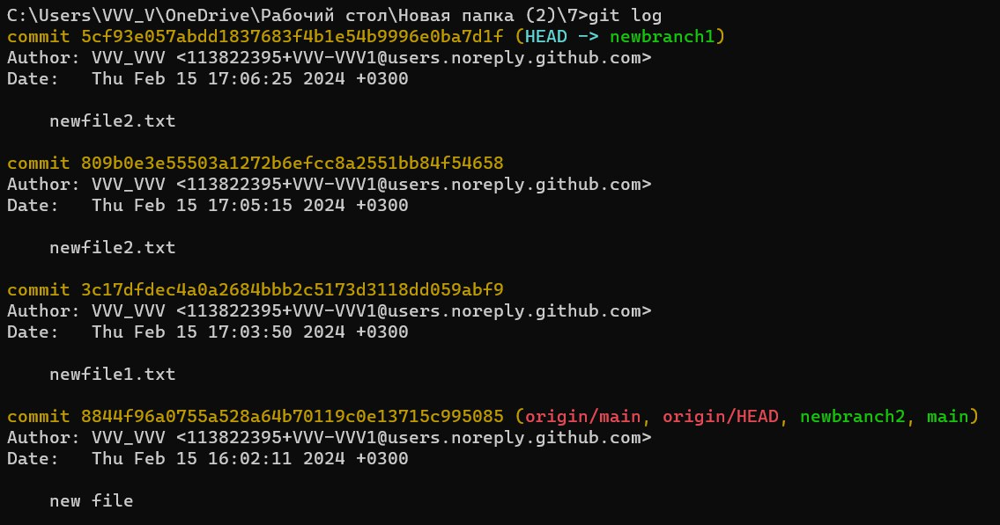 C:\Users\VVV_V\OneDrive\Рабочий стол\Новая папка (2)\7>git log
commit 5cf93e057abdd1837683f4b1e54b9996e0ba7d1f (HEAD -> newbranch1)
Author: VVV_VVV <113822395+VVV-VVV1@users.noreply.github.com>
Date:   Thu Feb 15 17:06:25 2024 +0300
newfile2.txt
commit 809b0e3e55503a1272b6efcc8a2551bb84f54658
Author: VVV_VVV <113822395+VVV-VVV1@users.noreply.github.com>
Date:   Thu Feb 15 17:05:15 2024 +0300
newfile2.txt
commit 3c17dfdec4a0a2684bbb2c5173d3118dd059abf9
Author: VVV_VVV <113822395+VVV-VVV1@users.noreply.github.com>
Date:   Thu Feb 15 17:03:50 2024 +0300
newfile1.txt
commit 8844f96a0755a528a64b70119c0e13715c995085 (origin/main, origin/HEAD, newbranch2, main)
Author: VVV_VVV <113822395+VVV-VVV1@users.noreply.github.com>
Date:   Thu Feb 15 16:02:11 2024 +0300
new file